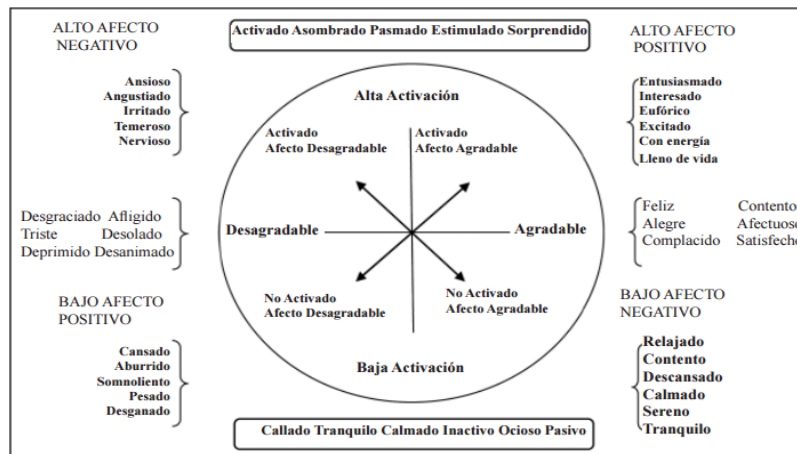 ALTO AFECTO
NEGATIVO
Activado Asombrado Pasmado Estimulado Sorprendido
ALTO AFECTO
POSITIVO
Ansioso
Angustiado
Irritado
Temeroso
Nervioso
Alta Activación
Entusiasmado
Interesado
Eufórico
Excitado
Con energía
Lleno de vida
Activado
Afecto Desagradable
Activado
Afecto Agradable
Desgraciado Afligido
Triste Desolado
Deprimido Desanimado
Desagradable
Agradable
Feliz Contento
Alegre Afectuoso
Complacido Satisfecho
No Activado
Afecto Desagradable
No Activado
Afecto Agradable
BAJO AFECTO
POSITIVO
BAJO AFECTO
NEGATIVO
Cansado
Aburrido
Somnoliento
Pesado
Desganado
Baja Activación
Relajado
Contento
Descansado
Calmado
Sereno
Tranquilo
Callado Tranquilo Calmado Inactivo Ocioso Pasivo